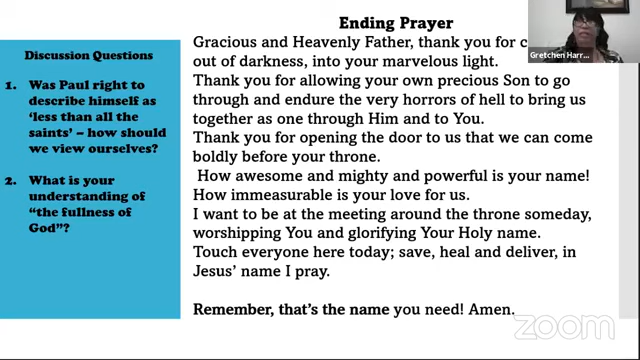 Ending Prayer
Gracious and Heavenly Father, thank you for c
out of darkness, into your marvelous light.
Thank you for allowing your own precious Son to go
through and endure the very horrors of hell to bring us
together as one through Him and to You.
Thank you for opening the door to us that we can come
boldly before your throne.
How awesome and mighty and powerful is your name!
How immeasurable is your love for us.
I want to be at the meeting around the throne someday,
worshipping You and glorifying Your Holy name.
Touch everyone here today; save, heal and deliver, in
Jesus’ name I pray.
Remember, that’s the name you need! Amen.
Discussion Questions
1. Was Paul right to
describe himself as
‘less than all the
saints’ – how should
we view ourselves?
2. What is your
understanding of
“the fullness of
God”?
Gretchen Harr...
zoom